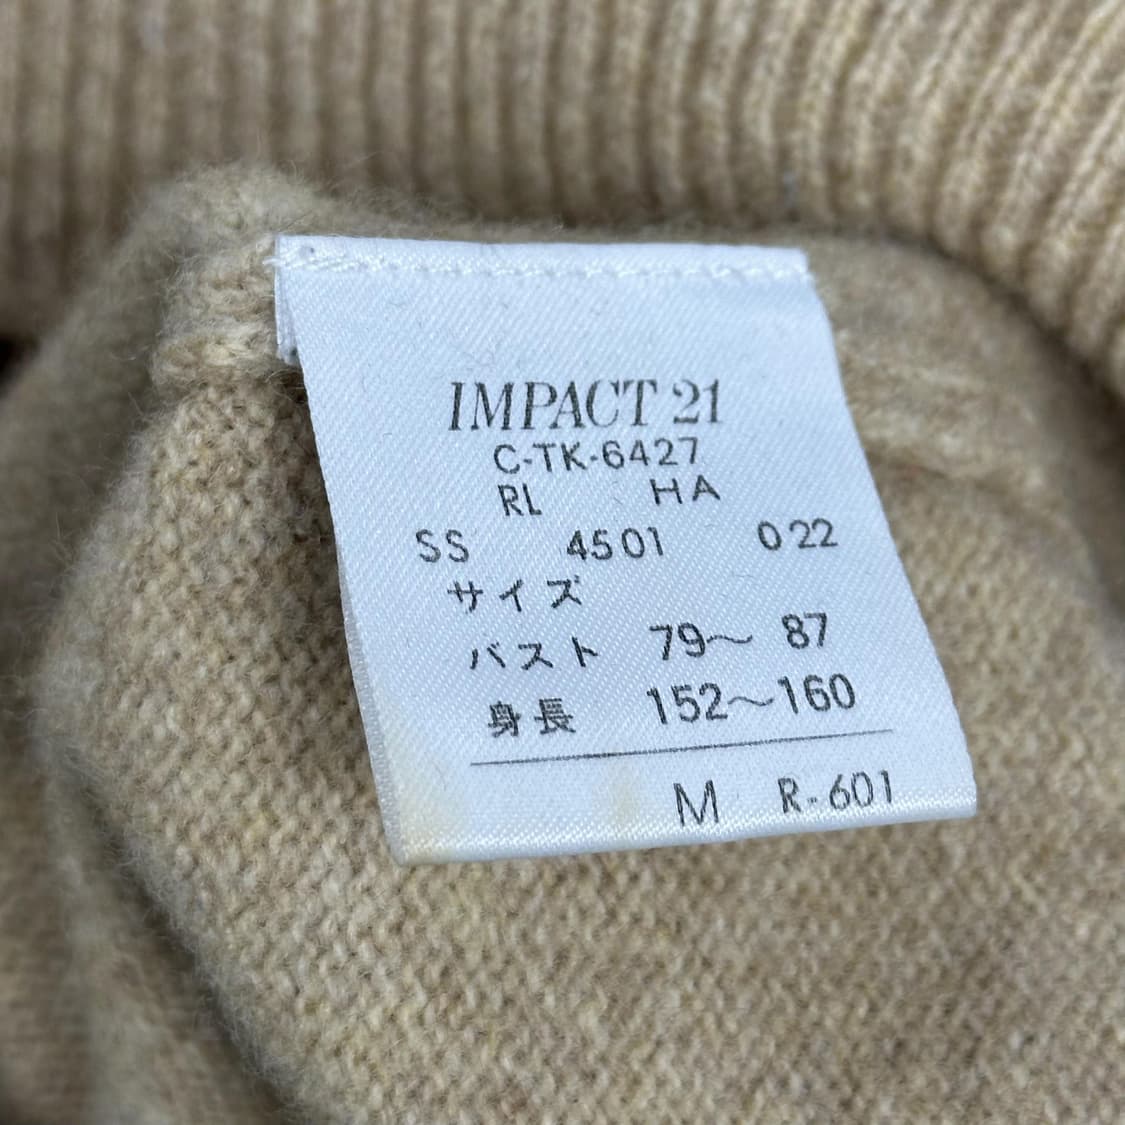 IMPACT 21
C-TK-6427
RL HA
SS 4501 022
サイズ
バスト 79〜 87
身長 152〜160
M R-601